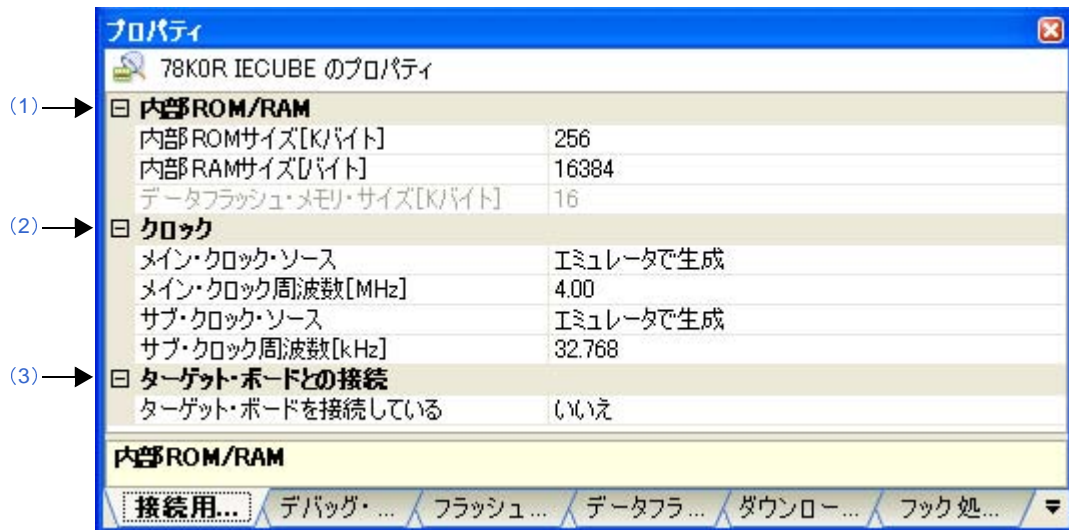 プロパティ
78K0R IECUBE のプロパティ
(1)
内部ROM/RAM
内部ROMサイズ[Kバイト] 256
内部RAMサイズ[バイト] 16384
データフラッシュ・メモリ・サイズ[Kバイト] 16
(2)
クロック
メイン・クロック・ソース エミュレータで生成
メイン・クロック周波数[MHz] 4.00
サブ・クロック・ソース エミュレータで生成
サブ・クロック周波数[kHz] 32.768
(3)
ターゲット・ボードとの接続
ターゲット・ボードを接続している いいえ
内部ROM/RAM
接続用... デバッグ・... フラッシュ... データフラ... ダウンロー... フック処...